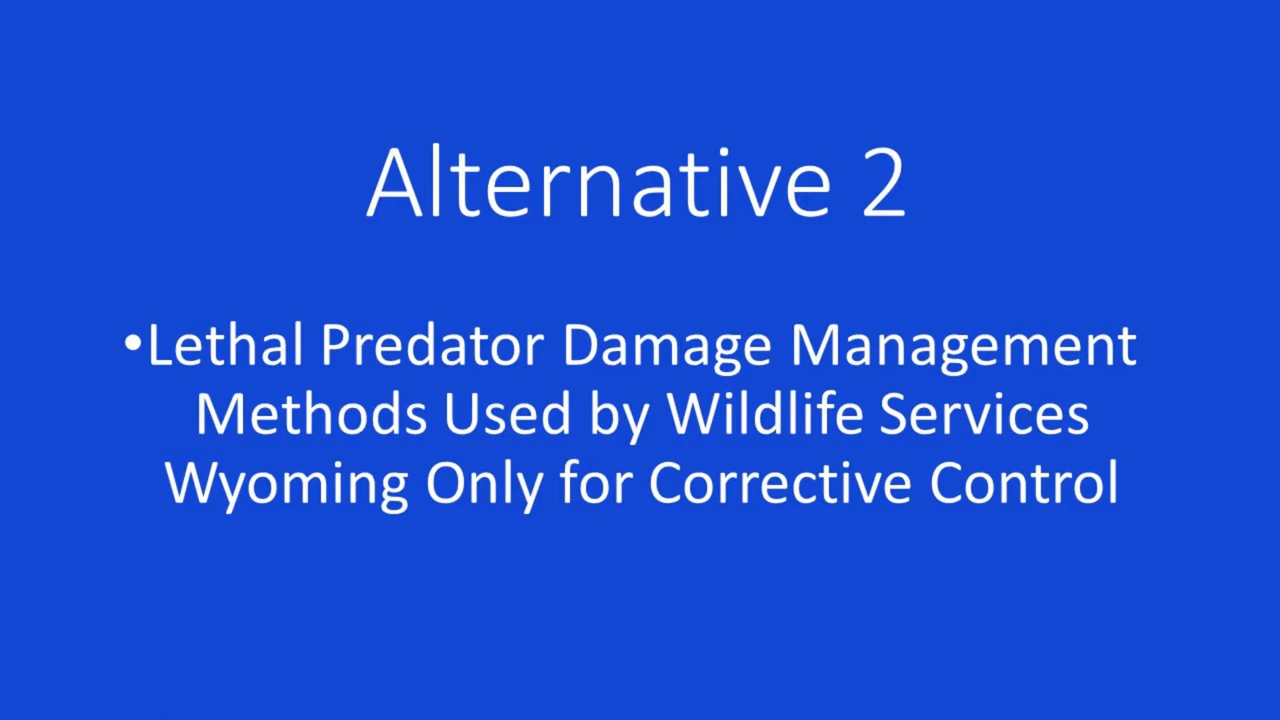 Alternative 2
•Lethal Predator Damage Management
Methods Used by Wildlife Services
Wyoming Only for Corrective Control